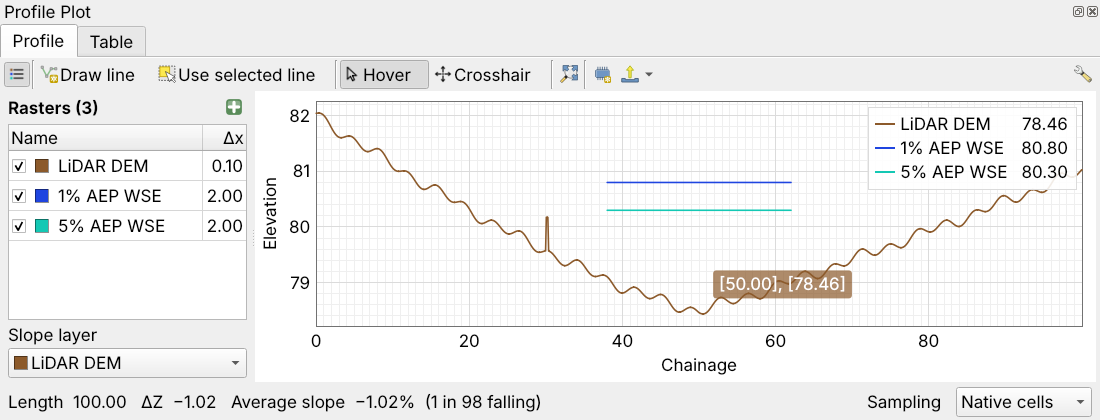 Profile Plot
Profile Table
Draw line Use selected line Hover Crosshair
Rasters (3)
Name Δx
LiDAR DEM 0.10
1% AEP WSE 2.00
5% AEP WSE 2.00
Slope layer
LiDAR DEM
Elevation
82
81
80
79
0 20 40 60 80
Chainage
LiDAR DEM 78.46
1% AEP WSE 80.80
5% AEP WSE 80.30
[50.00], [78.46]
Length 100.00 ΔZ −1.02 Average slope −1.02% (1 in 98 falling) Sampling Native cells